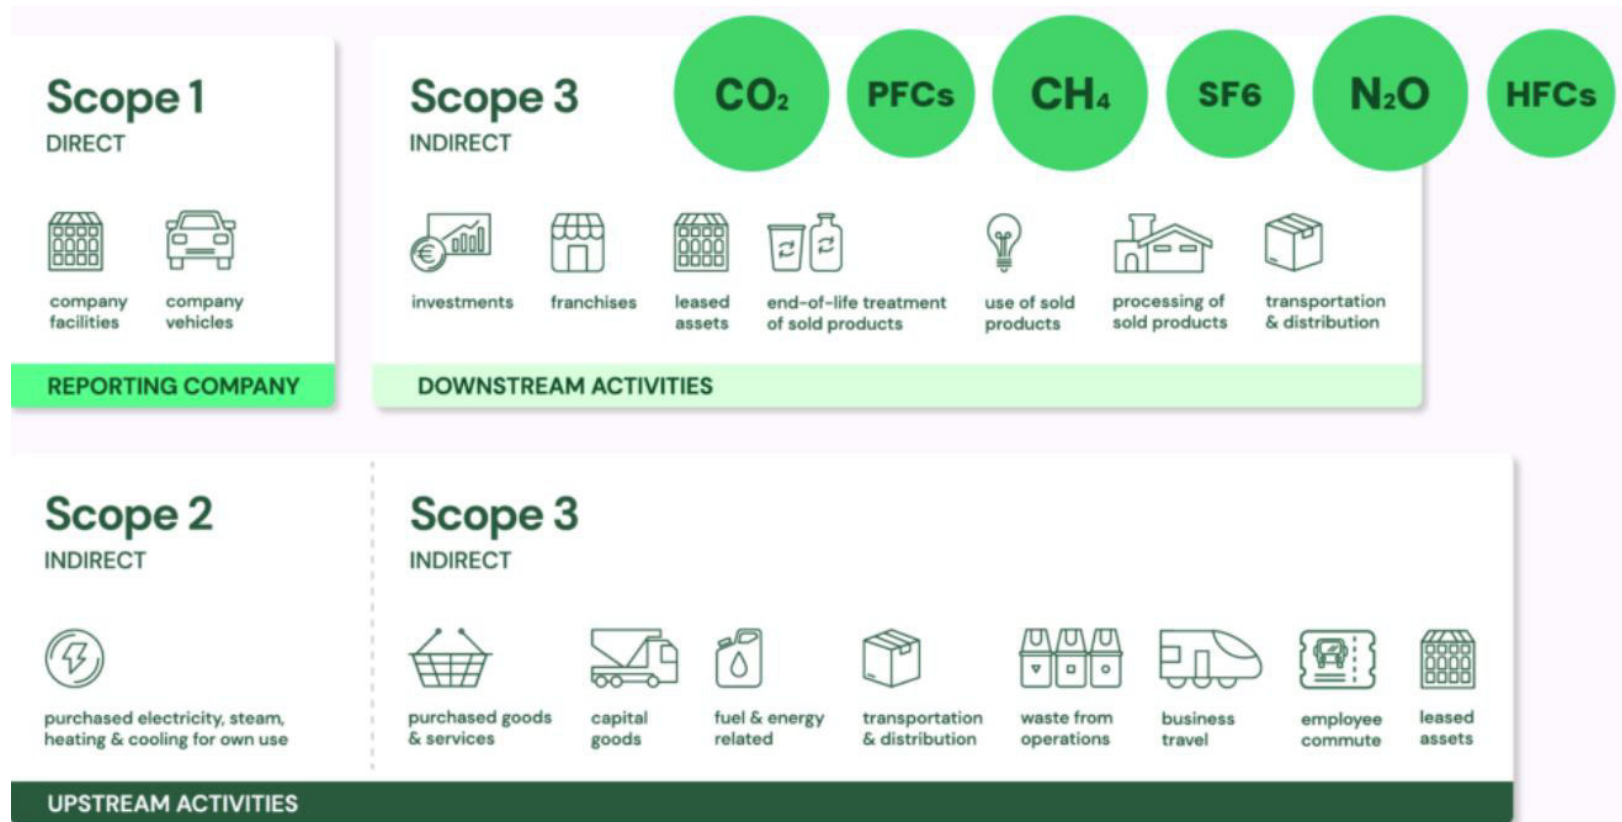 Scope 1
DIRECT
company
facilities
company
vehicles
REPORTING COMPANY
Scope 3
INDIRECT
CO₂
PFCs
CH₄
SF6
N₂O
HFCs
investments
franchises
leased
assets
end-of-life treatment
of sold products
use of sold
products
processing of
sold products
transportation
& distribution
DOWNSTREAM ACTIVITIES
Scope 2
INDIRECT
purchased electricity, steam,
heating & cooling for own use
Scope 3
INDIRECT
purchased goods
& services
capital
goods
fuel & energy
related
transportation
& distribution
waste from
operations
business
travel
employee
commute
leased
assets
UPSTREAM ACTIVITIES